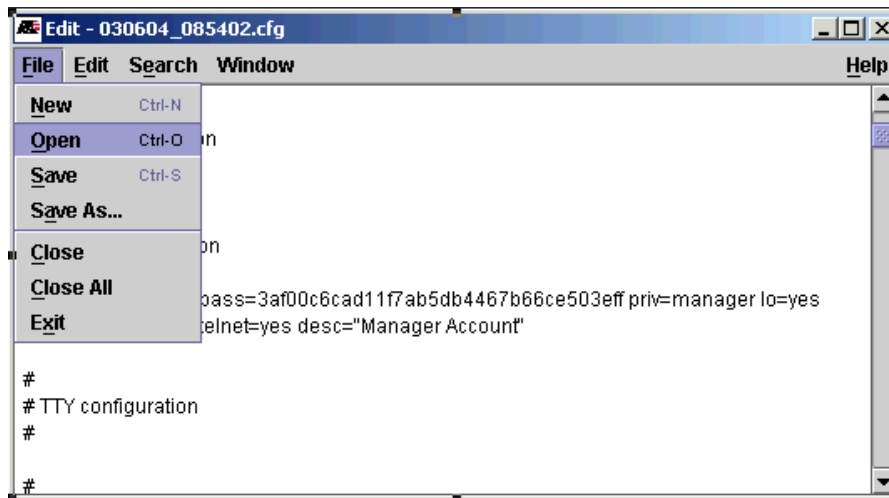 Edit - 030604_085402.cfg
File Edit Search Window Help
New Ctrl-N
Open Ctrl-O
Save Ctrl-S
Save As...
Close
Close All
Exit
on
on
pass=3af00c6cad11f7ab5db4467b66ce503eff priv=manager lo=yes
telnet=yes desc="Manager Account"
#
# TTY configuration
#
#